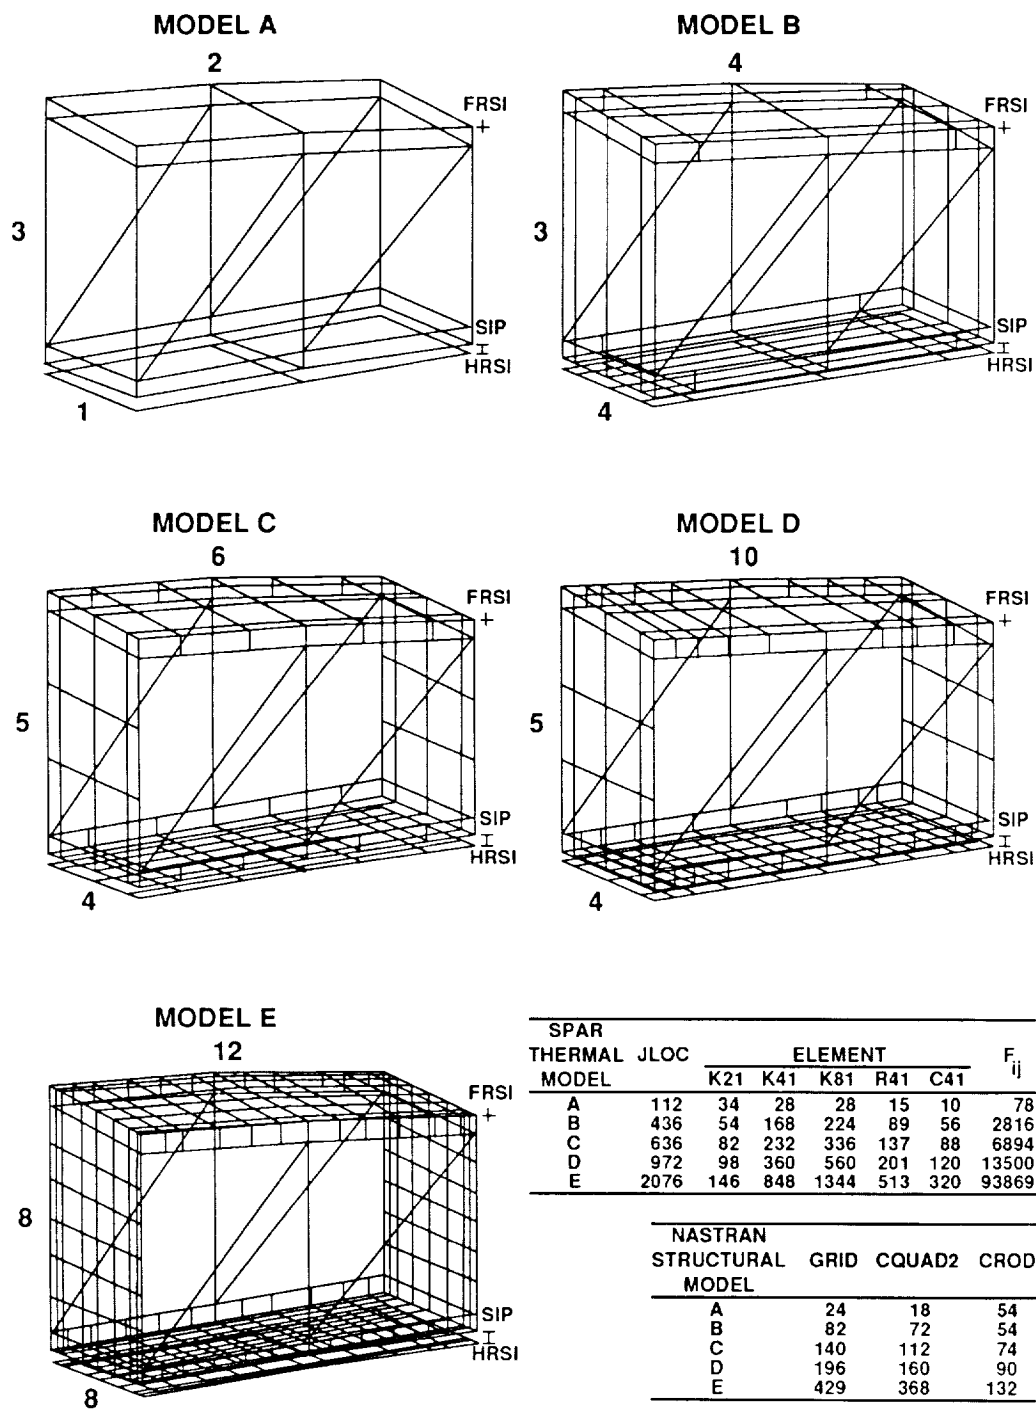 MODEL A
2
FRSI
3
SIP
HRSI
1
MODEL B
4
FRSI
3
SIP
HRSI
4
MODEL C
6
FRSI
5
SIP
HRSI
4
MODEL D
10
FRSI
5
SIP
HRSI
4
MODEL E
12
FRSI
8
SIP
HRSI
8
SPAR
THERMAL JLOC ELEMENT Fij
MODEL K21 K41 K81 R41 C41
A 112 34 28 28 15 10 78
B 436 54 168 224 89 56 2816
C 636 82 232 336 137 88 6894
D 972 98 360 560 201 120 13500
E 2076 146 848 1344 513 320 93869
NASTRAN
STRUCTURAL GRID CQUAD2 CROD
MODEL
A 24 18 54
B 82 72 54
C 140 112 74
D 196 160 90
E 429 368 132